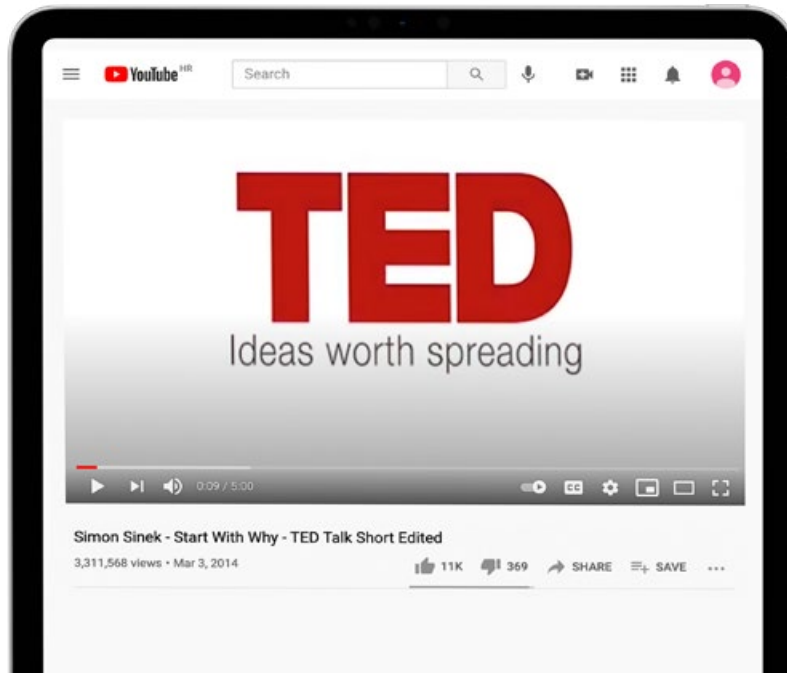 YouTube HR
Search
TED
Ideas worth spreading
0:09 / 5:00
CC
Simon Sinek - Start With Why - TED Talk Short Edited
3,311,568 views • Mar 3, 2014
11K 369 SHARE SAVE